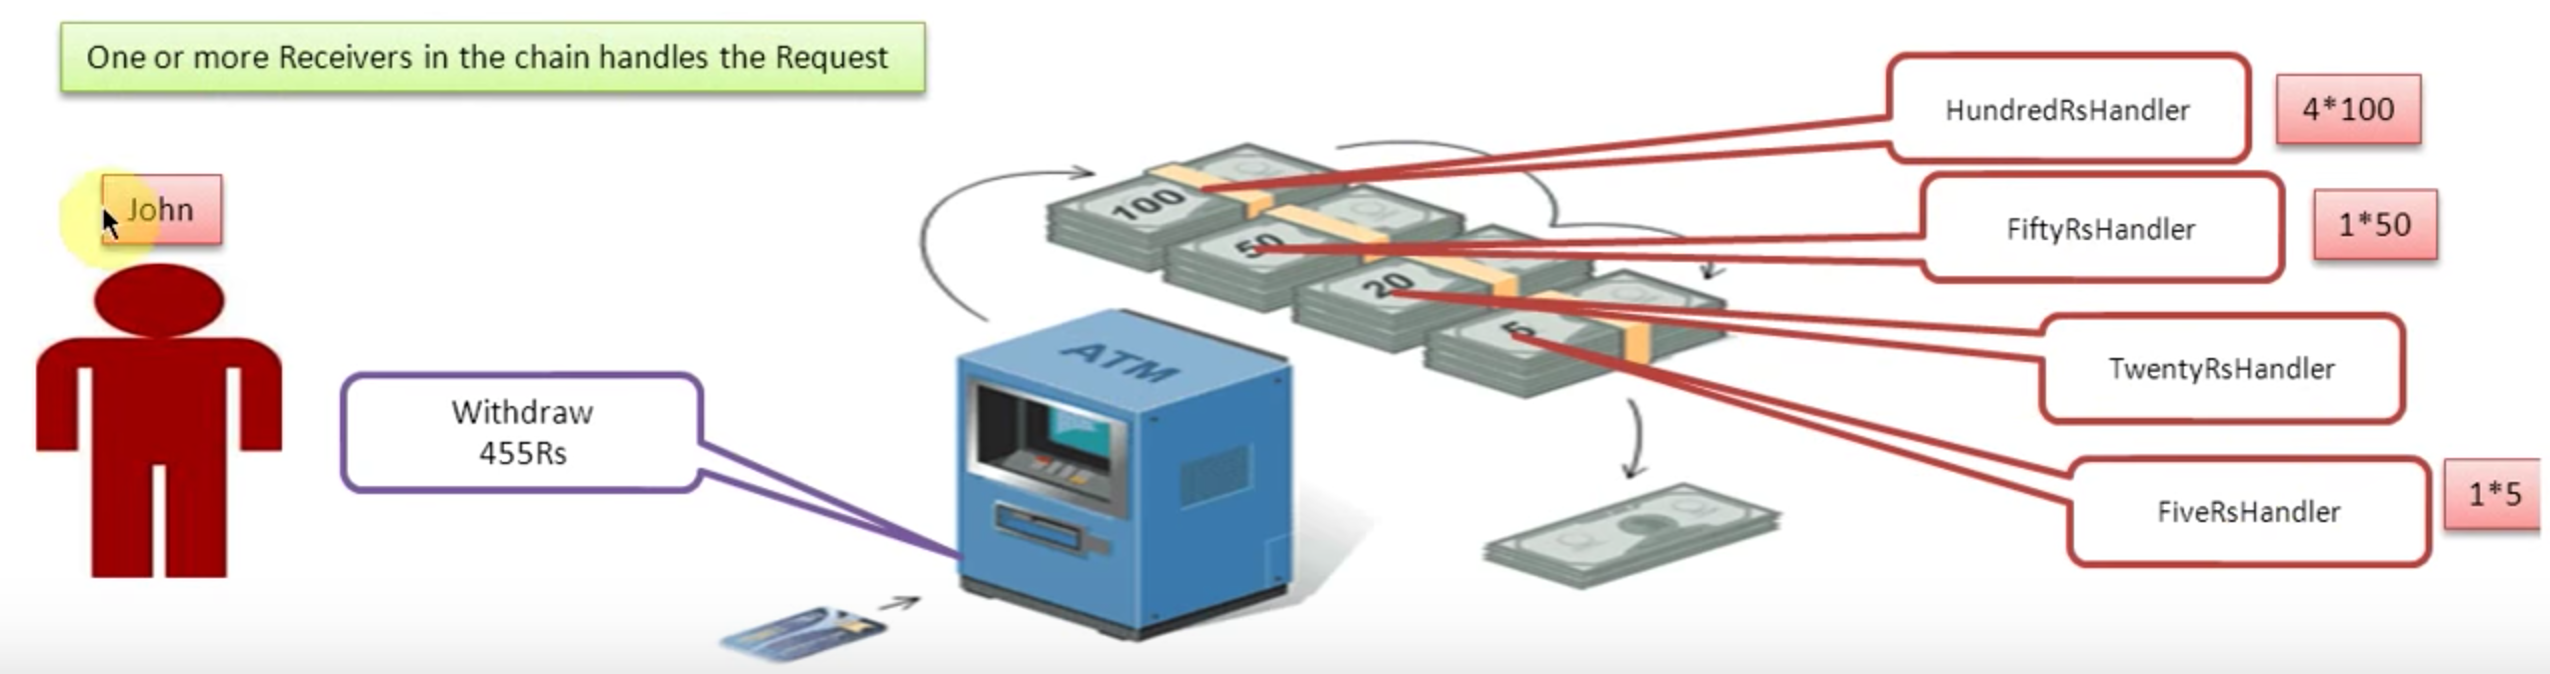 One or more Receivers in the chain handles the Request
John
Withdraw
455Rs
ATM
100
50
20
5
HundredRsHandler
4*100
FiftyRsHandler
1*50
TwentyRsHandler
FiveRsHandler
1*5